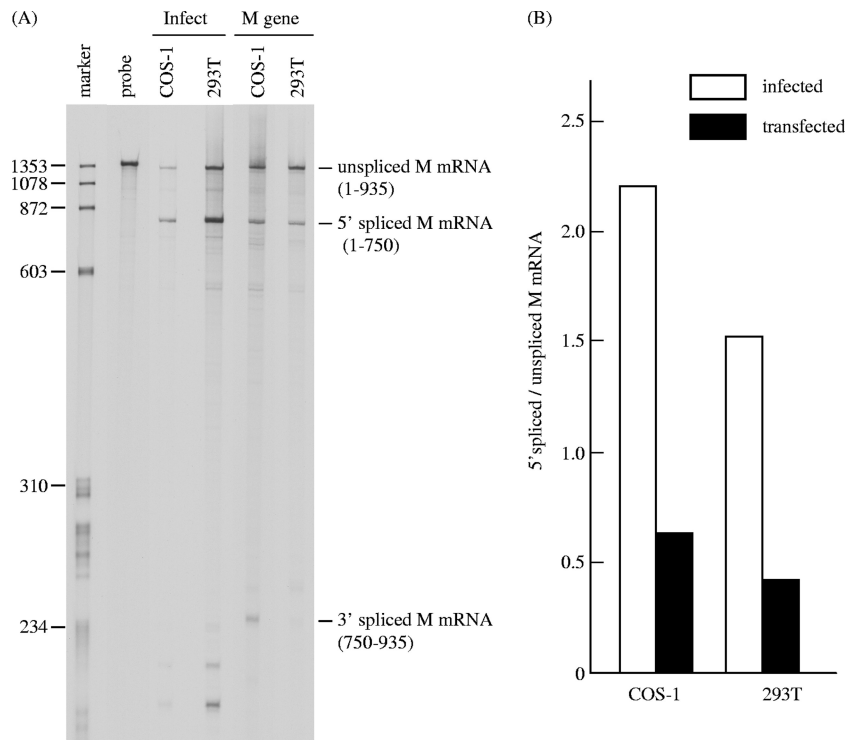 (A)
Infect M gene
marker probe COS-1 293T COS-1 293T
1353
1078
872
603
310
234
unspliced M mRNA
(1-935)
5' spliced M mRNA
(1-750)
3' spliced M mRNA
(750-935)
(B)
infected
transfected
5'spliced / unspliced M mRNA
2.5
2.0
1.5
1.0
0.5
0
COS-1 293T